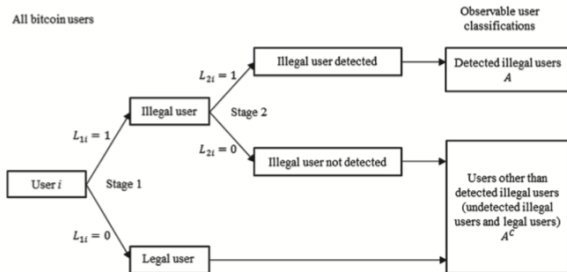 All bitcoin users
Observable user
classifications
Illegal user detected
Detected illegal users
A
L₂ᵢ = 1
Illegal user
Stage 2
L₁ᵢ = 1
L₂ᵢ = 0
Illegal user not detected
User i
Stage 1
Users other than
detected illegal users
(undetected illegal
users and legal users)
Aᶜ
L₁ᵢ = 0
Legal user